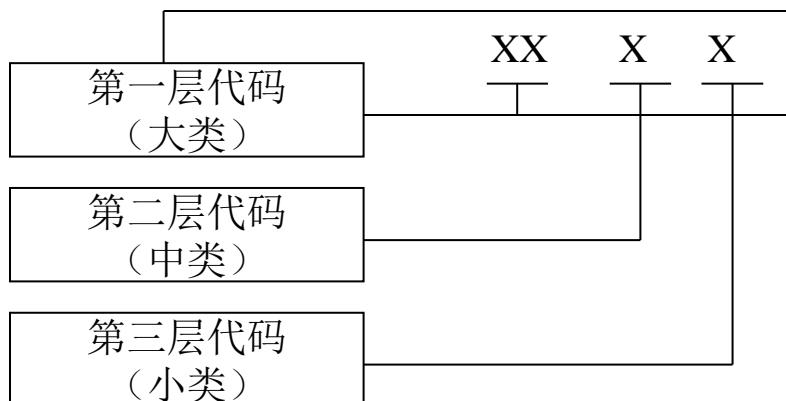 XX X X
第一层代码
（大类）
第二层代码
（中类）
第三层代码
（小类）